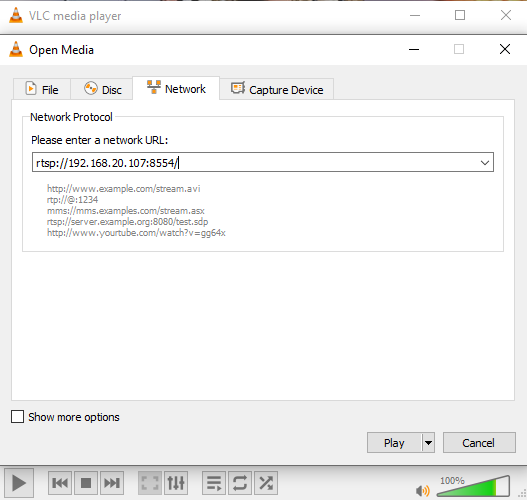 VLC media player
Open Media
File
Disc
Network
Capture Device
Network Protocol
Please enter a network URL:
rtsp://192.168.20.107:8554/
http://www.example.com/stream.avi
rtp://@:1234
mms://mms.examples.com/stream.asx
rtsp://server.example.org:8080/test.sdp
http://www.youtube.com/watch?v=gg64x
Show more options
Play
Cancel
100%